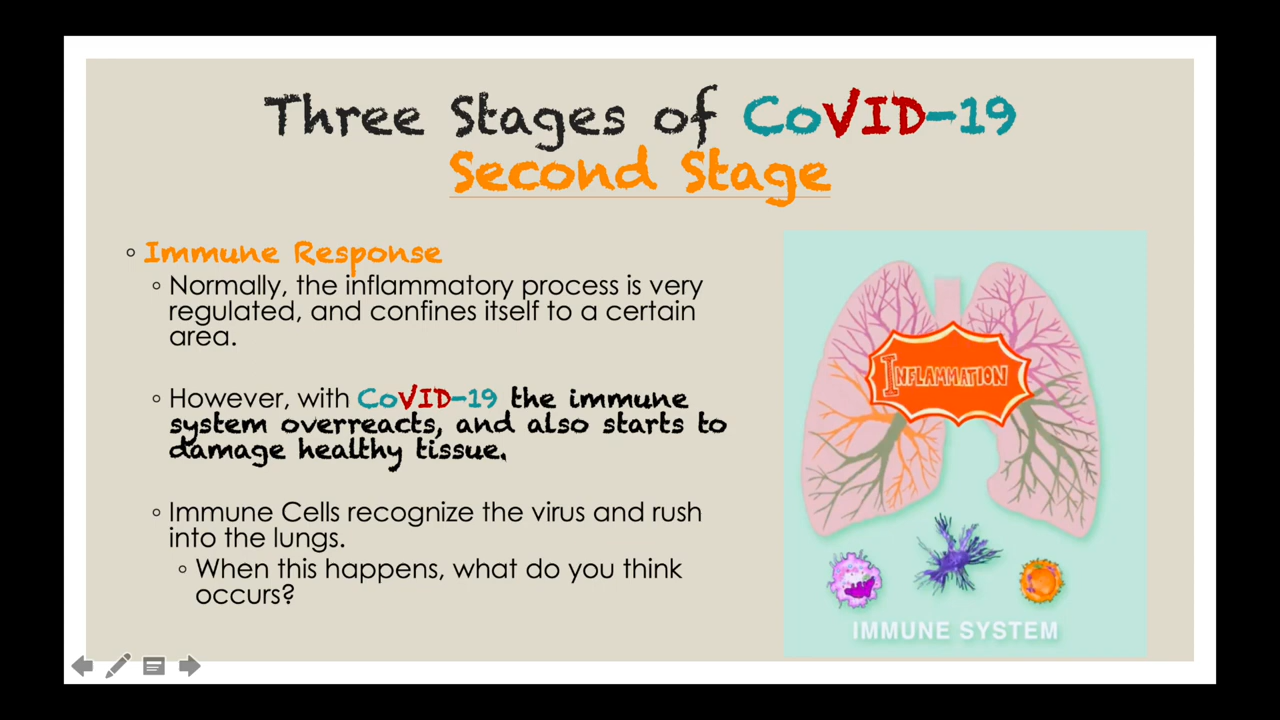 Three Stages of CoVID-19
Second Stage
◦ Immune Response
◦ Normally, the inflammatory process is very
regulated, and confines itself to a certain
area.
◦ However, with CoVID-19 the immune
system overreacts, and also starts to
damage healthy tissue.
◦ Immune Cells recognize the virus and rush
into the lungs.
◦ When this happens, what do you think
occurs?
INFLAMMATION
IMMUNE SYSTEM